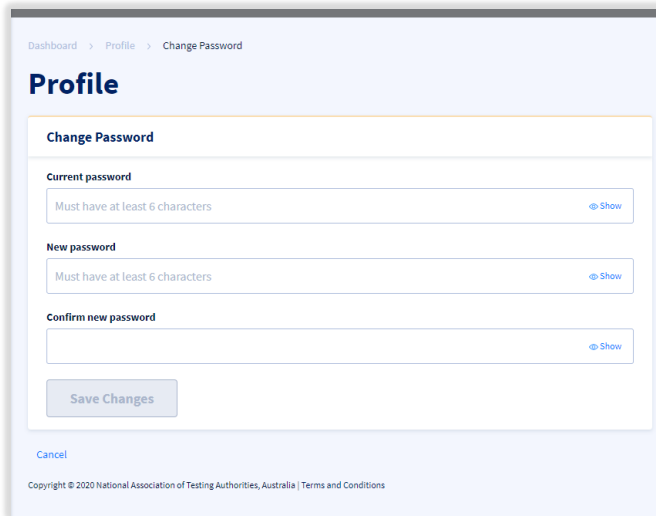 Dashboard > Profile > Change Password
Profile
Change Password
Current password
Must have at least 6 characters Show
New password
Must have at least 6 characters Show
Confirm new password
Show
Save Changes
Cancel
Copyright © 2020 National Association of Testing Authorities, Australia | Terms and Conditions